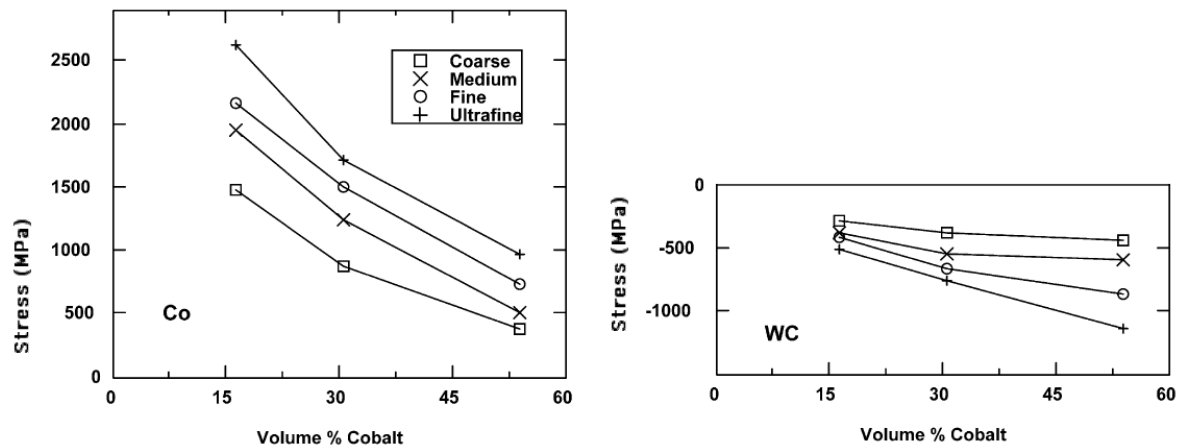 2500
2000
1500
1000
500
0
Stress (MPa)
Coarse
Medium
Fine
Ultrafine
Co
0
15
30
45
60
Volume % Cobalt
0
-500
-1000
Stress (MPa)
WC
0
15
30
45
60
Volume % Cobalt